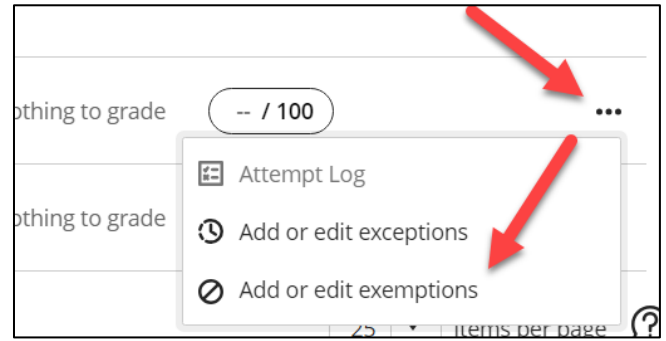 othing to grade -- / 100 •••
Attempt Log
othing to grade
Add or edit exceptions
Add or edit exemptions
25 items per page